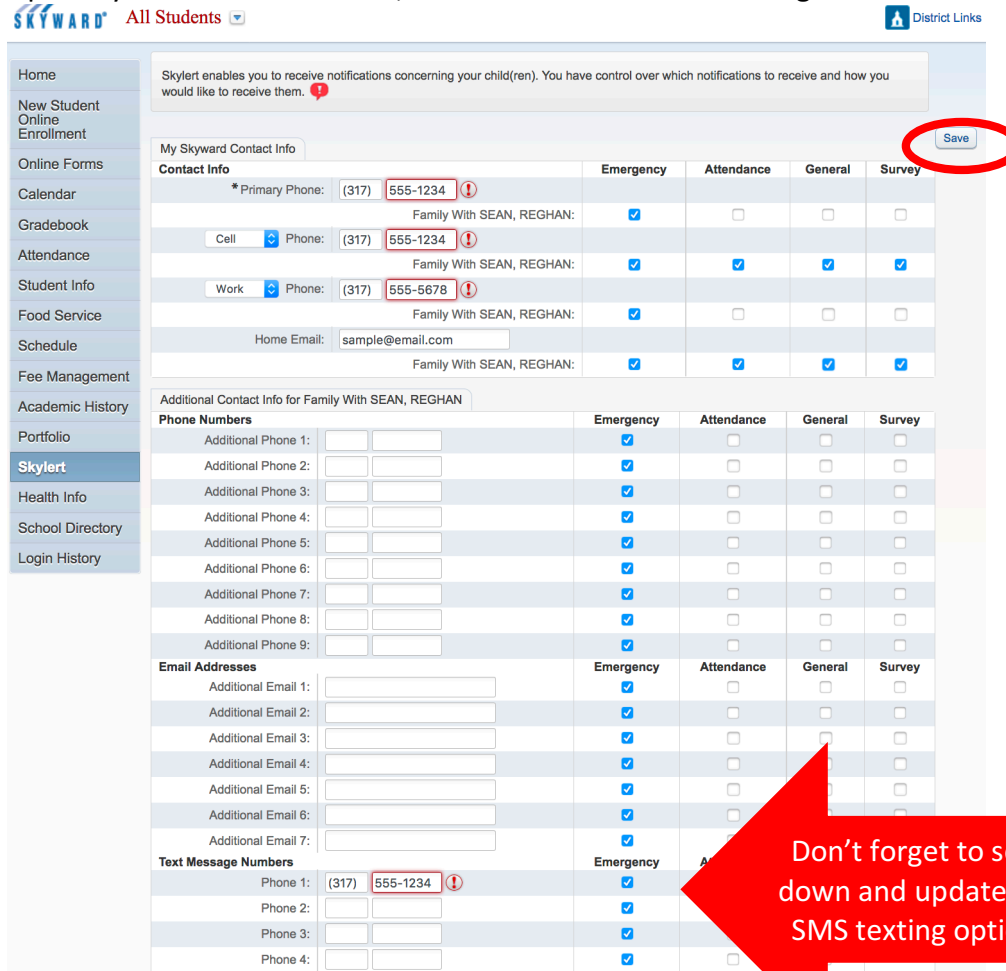 SKYWARD® All Students District Links
Home
New Student
Online
Enrollment
Online Forms
Calendar
Gradebook
Attendance
Student Info
Food Service
Schedule
Fee Management
Academic History
Portfolio
Skylert
Health Info
School Directory
Login History
Skylert enables you to receive notifications concerning your child(ren). You have control over which notifications to receive and how you
would like to receive them.
Save
My Skyward Contact Info
Contact Info Emergency Attendance General Survey
* Primary Phone: (317) 555-1234
Family With SEAN, REGHAN:
Cell Phone: (317) 555-1234
Family With SEAN, REGHAN:
Work Phone: (317) 555-5678
Family With SEAN, REGHAN:
Home Email: sample@email.com
Family With SEAN, REGHAN:
Additional Contact Info for Family With SEAN, REGHAN
Phone Numbers Emergency Attendance General Survey
Additional Phone 1:
Additional Phone 2:
Additional Phone 3:
Additional Phone 4:
Additional Phone 5:
Additional Phone 6:
Additional Phone 7:
Additional Phone 8:
Additional Phone 9:
Email Addresses Emergency Attendance General Survey
Additional Email 1:
Additional Email 2:
Additional Email 3:
Additional Email 4:
Additional Email 5:
Additional Email 6:
Additional Email 7:
Text Message Numbers Emergency
Phone 1: (317) 555-1234
Phone 2:
Phone 3:
Phone 4:
Don't forget to
down and update
SMS texting